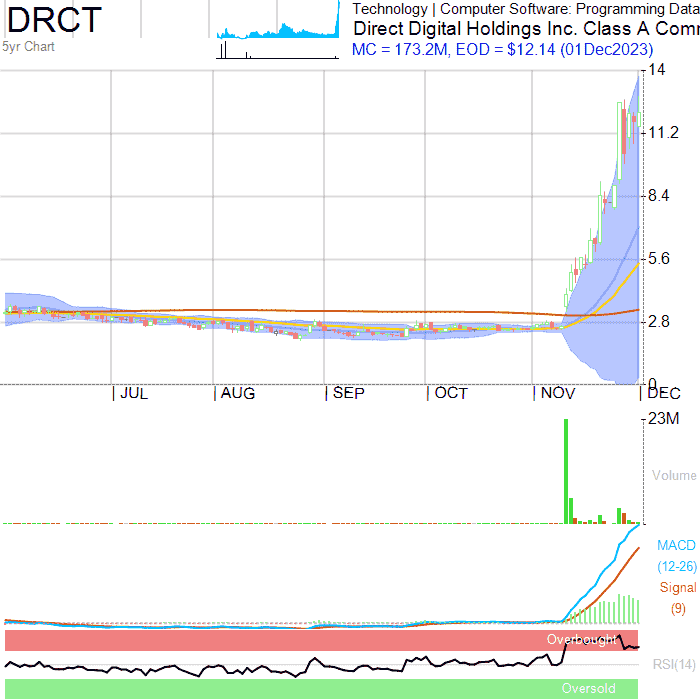 DRCT
5yr Chart
Technology | Computer Software: Programming Data
Direct Digital Holdings Inc. Class A Com
MC = 173.2M, EOD = $12.14 (01Dec2023)
14
11.2
8.4
5.6
2.8
0
JUL AUG SEP OCT NOV DEC
23M
Volume
MACD
(12-26)
Signal
(9)
Overbought
RSI(14)
Oversold